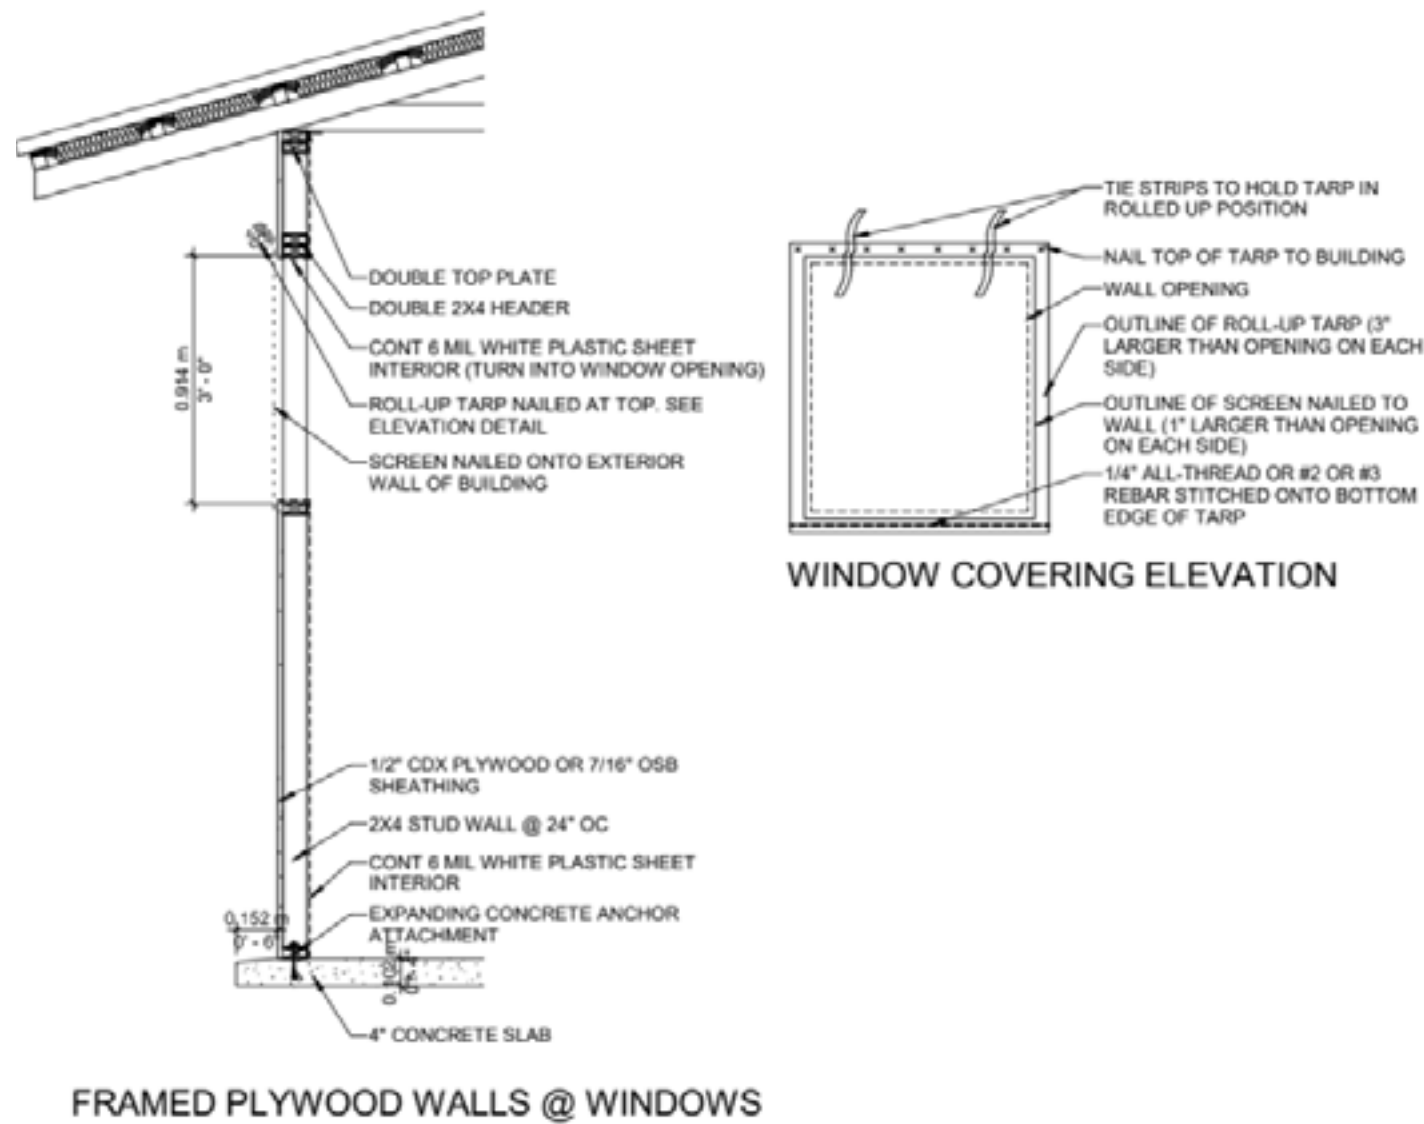 DOUBLE TOP PLATE
DOUBLE 2X4 HEADER
CONT 6 MIL WHITE PLASTIC SHEET
INTERIOR (TURN INTO WINDOW OPENING)
ROLL-UP TARP NAILED AT TOP. SEE
ELEVATION DETAIL
SCREEN NAILED ONTO EXTERIOR
WALL OF BUILDING
0.914 m
3' - 0"
1/2" CDX PLYWOOD OR 7/16" OSB
SHEATHING
2X4 STUD WALL @ 24" OC
CONT 6 MIL WHITE PLASTIC SHEET
INTERIOR
EXPANDING CONCRETE ANCHOR
ATTACHMENT
0.152 m
0' - 6"
0.102 m
4" CONCRETE SLAB
FRAMED PLYWOOD WALLS @ WINDOWS
TIE STRIPS TO HOLD TARP IN
ROLLED UP POSITION
NAIL TOP OF TARP TO BUILDING
WALL OPENING
OUTLINE OF ROLL-UP TARP (3"
LARGER THAN OPENING ON EACH
SIDE)
OUTLINE OF SCREEN NAILED TO
WALL (1" LARGER THAN OPENING
ON EACH SIDE)
1/4" ALL-THREAD OR #2 OR #3
REBAR STITCHED ONTO BOTTOM
EDGE OF TARP
WINDOW COVERING ELEVATION